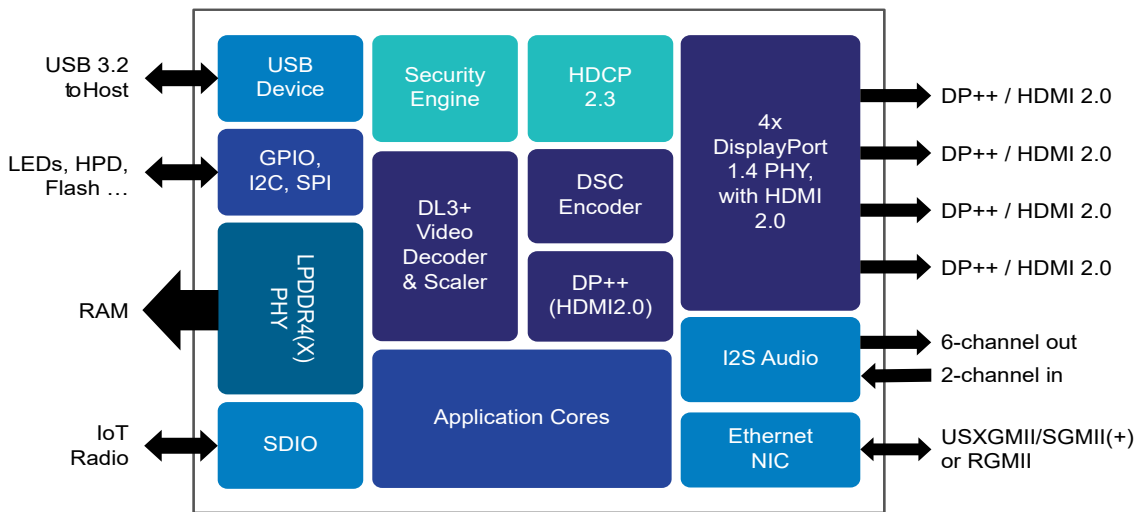 USB 3.2
to Host
LEDs, HPD,
Flash ...
RAM
IoT
Radio
USB
Device
GPIO,
I2C, SPI
LPDDR4(X)
PHY
SDIO
Security
Engine
HDCP
2.3
DL3+
Video
Decoder
& Scaler
DSC
Encoder
DP++
(HDMI2.0)
Application Cores
4x
DisplayPort
1.4 PHY,
with HDMI
2.0
I2S Audio
Ethernet
NIC
DP++ / HDMI 2.0
DP++ / HDMI 2.0
DP++ / HDMI 2.0
DP++ / HDMI 2.0
6-channel out
2-channel in
USXGMII/SGMII(+)
or RGMII